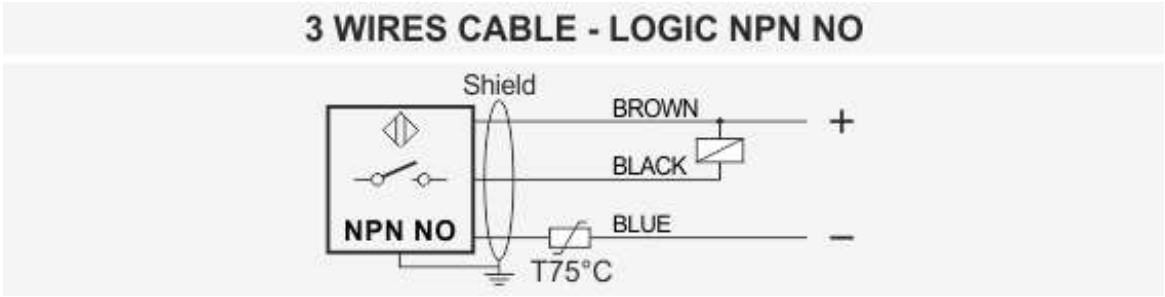 3 WIRES CABLE - LOGIC NPN NO
Shield
BROWN
+
BLACK
NPN NO
BLUE
–
T75°C